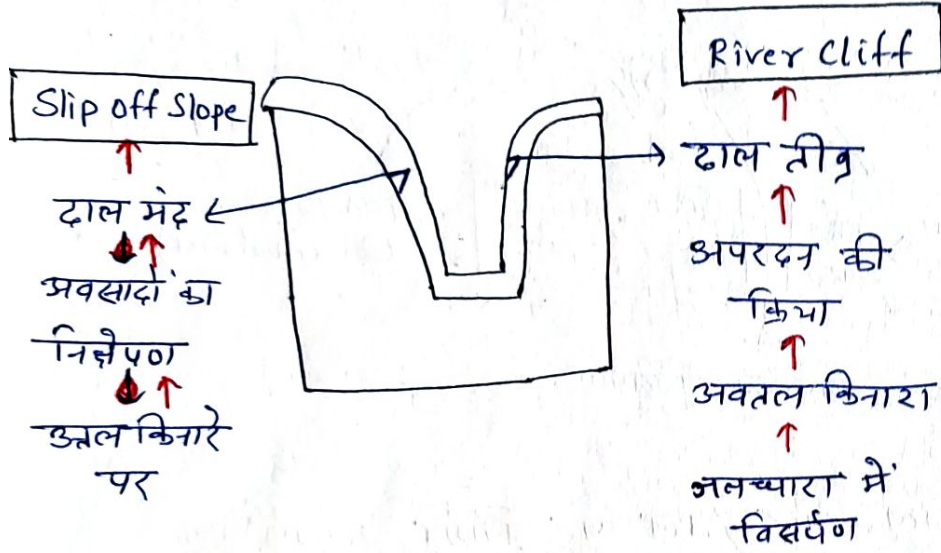 Slip off Slope
ढाल मंद
अवसादों का
निक्षेपण
उत्तल किनारे
पर
River Cliff
ढाल तीव्र
अपरदन की
क्रिया
अवतल किनारा
जलधारा में
विसर्पण